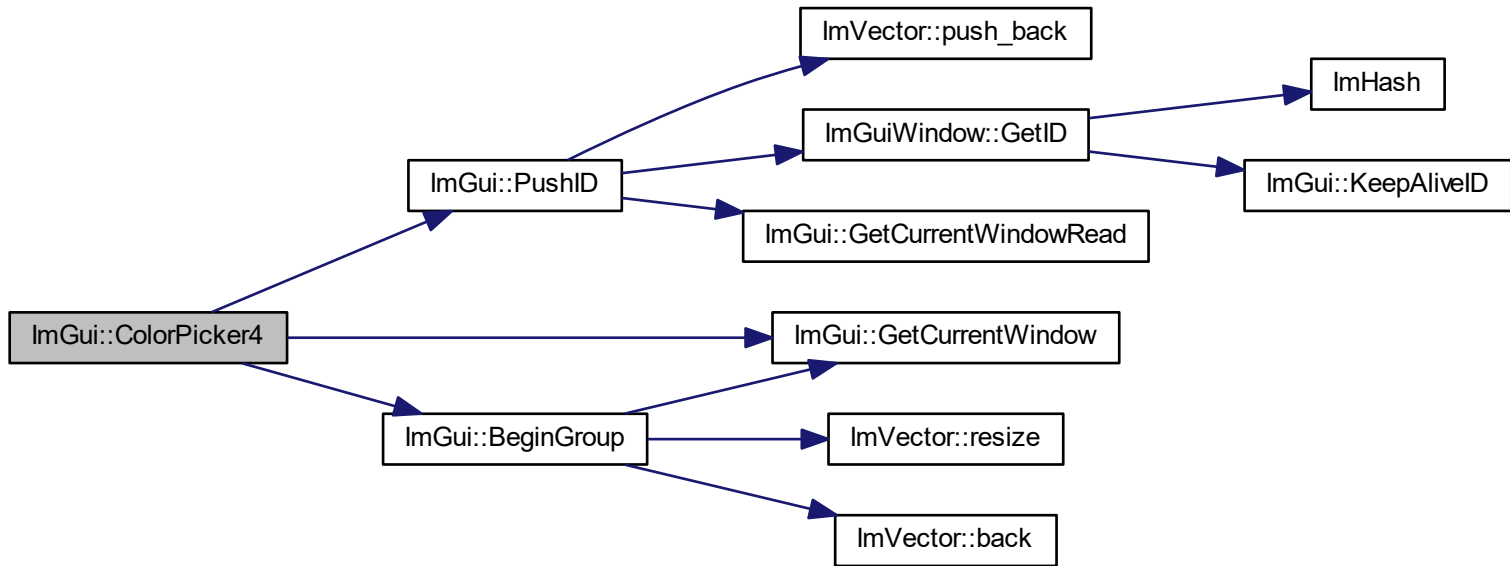 ImVector::push_back
ImHash
ImGuiWindow::GetID
ImGui::PushID
ImGui::KeepAliveID
ImGui::GetCurrentWindowRead
ImGui::ColorPicker4
ImGui::GetCurrentWindow
ImGui::BeginGroup
ImVector::resize
ImVector::back